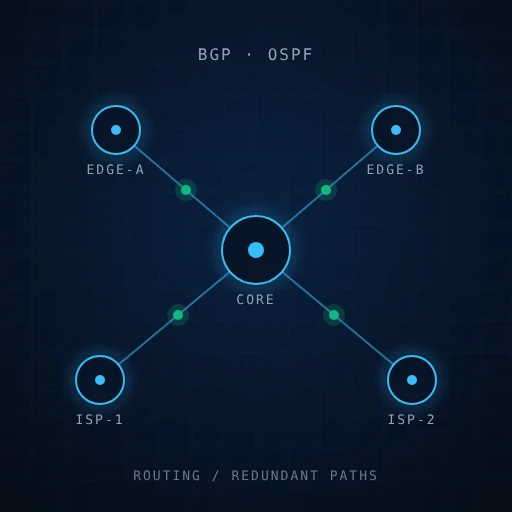 BGP · OSPF
EDGE-A
EDGE-B
CORE
ISP-1
ISP-2
ROUTING / REDUNDANT PATHS